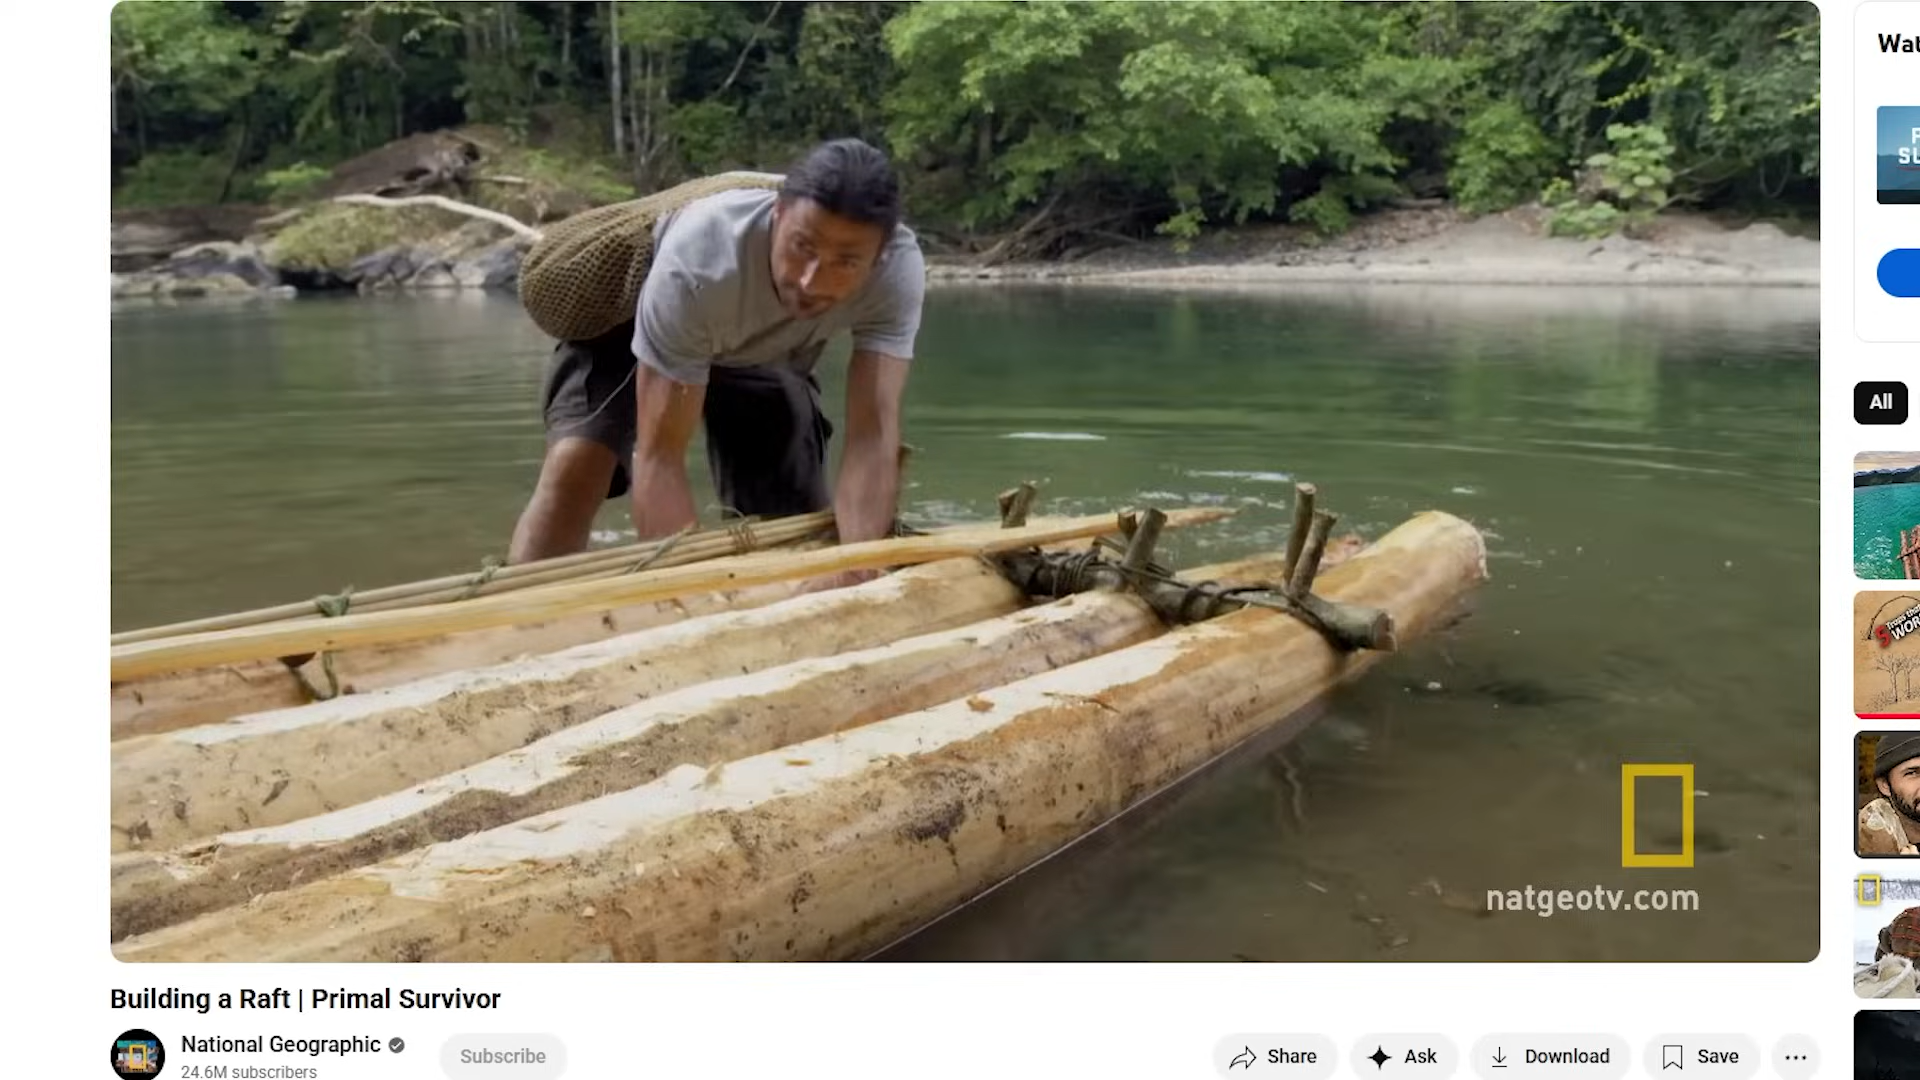 natgeotv.com
Building a Raft | Primal Survivor
National Geographic
24.6M subscribers
Subscribe
Share
Ask
Download
Save
All